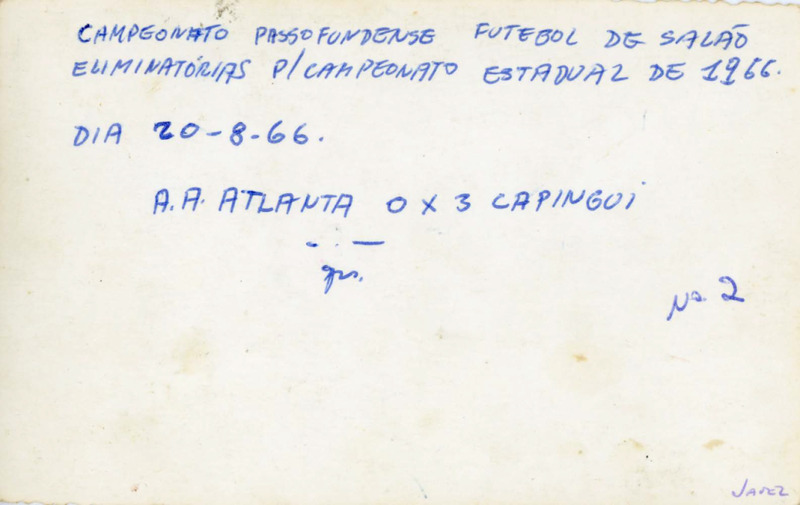 CAMPEONATO PASSOFUNDENSE FUTEBOL DE SALÃO
ELIMINATÓRIAS P/CAMPEONATO ESTADUAL DE 1966.
DIA 20-8-66.
A.A. ATLANTA 0 X 3 CAPINGUI
No. 2